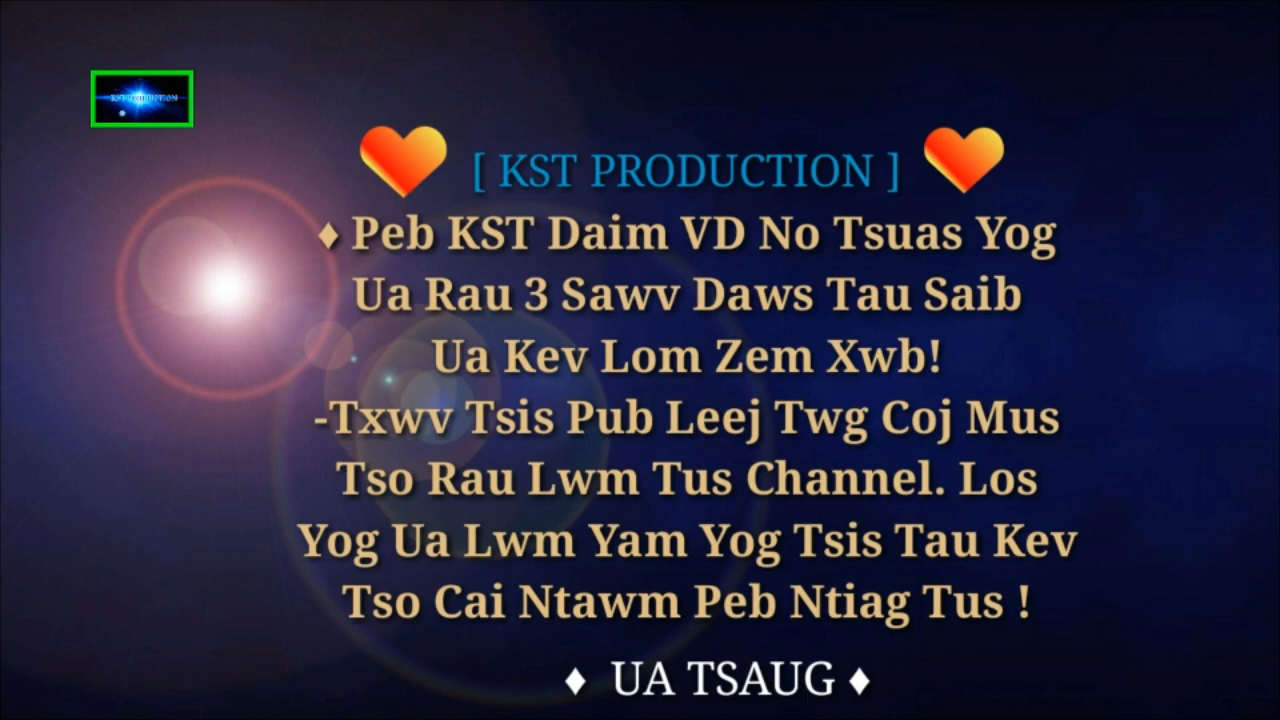 KST PRODUCTION
[ KST PRODUCTION ]
♦ Peb KST Daim VD No Tsuas Yog
Ua Rau 3 Sawv Daws Tau Saib
Ua Kev Lom Zem Xwb!
-Txwv Tsis Pub Leej Twg Coj Mus
Tso Rau Lwm Tus Channel. Los
Yog Ua Lwm Yam Yog Tsis Tau Kev
Tso Cai Ntawm Peb Ntiag Tus !
♦ UA TSAUG ♦